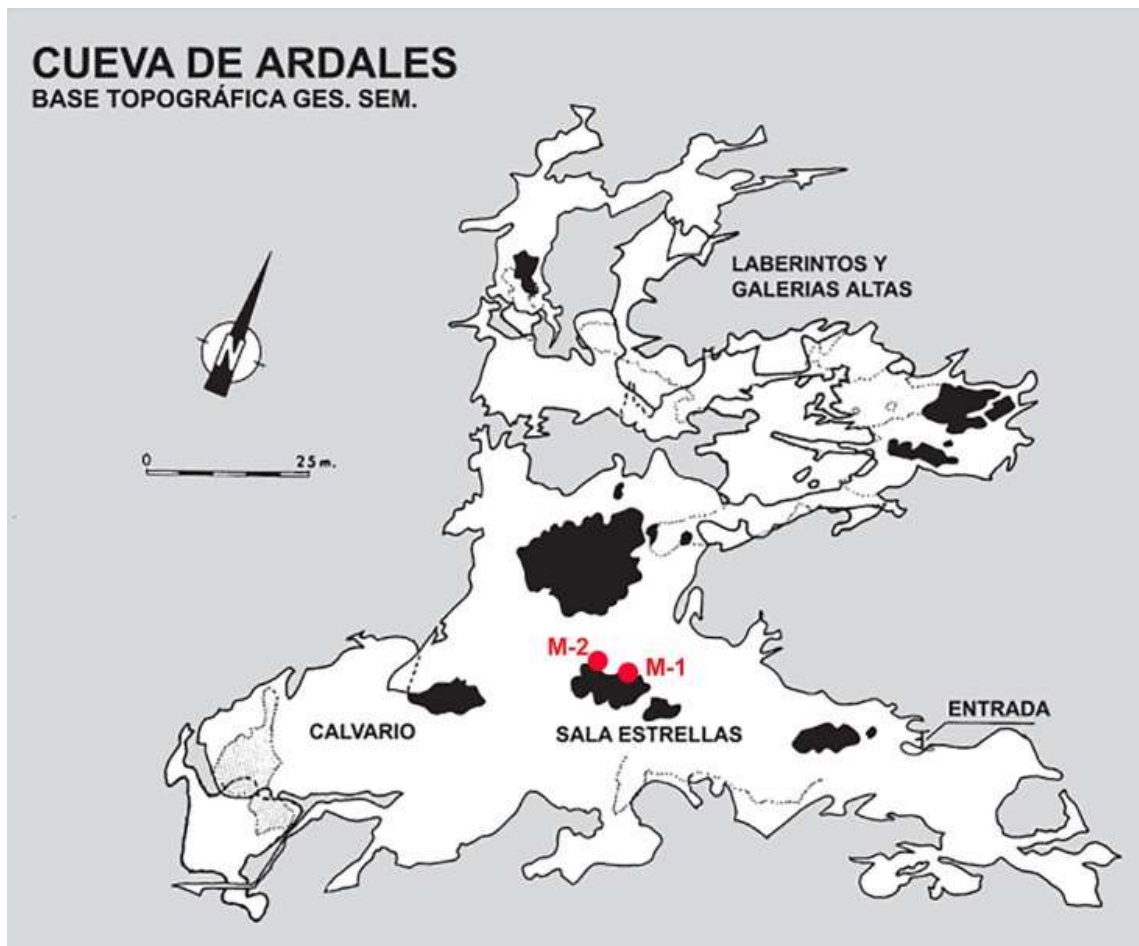 CUEVA DE ARDALES
BASE TOPOGRÁFICA GES. SEM.
LABERINTOS Y
GALERIAS ALTAS
N
0 25 m.
M-2
M-1
ENTRADA
CALVARIO
SALA ESTRELLAS